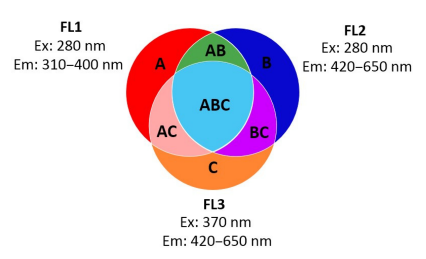 FL1
Ex: 280 nm
Em: 310–400 nm
FL2
Ex: 280 nm
Em: 420–650 nm
A
AB
B
ABC
AC
BC
C
FL3
Ex: 370 nm
Em: 420–650 nm